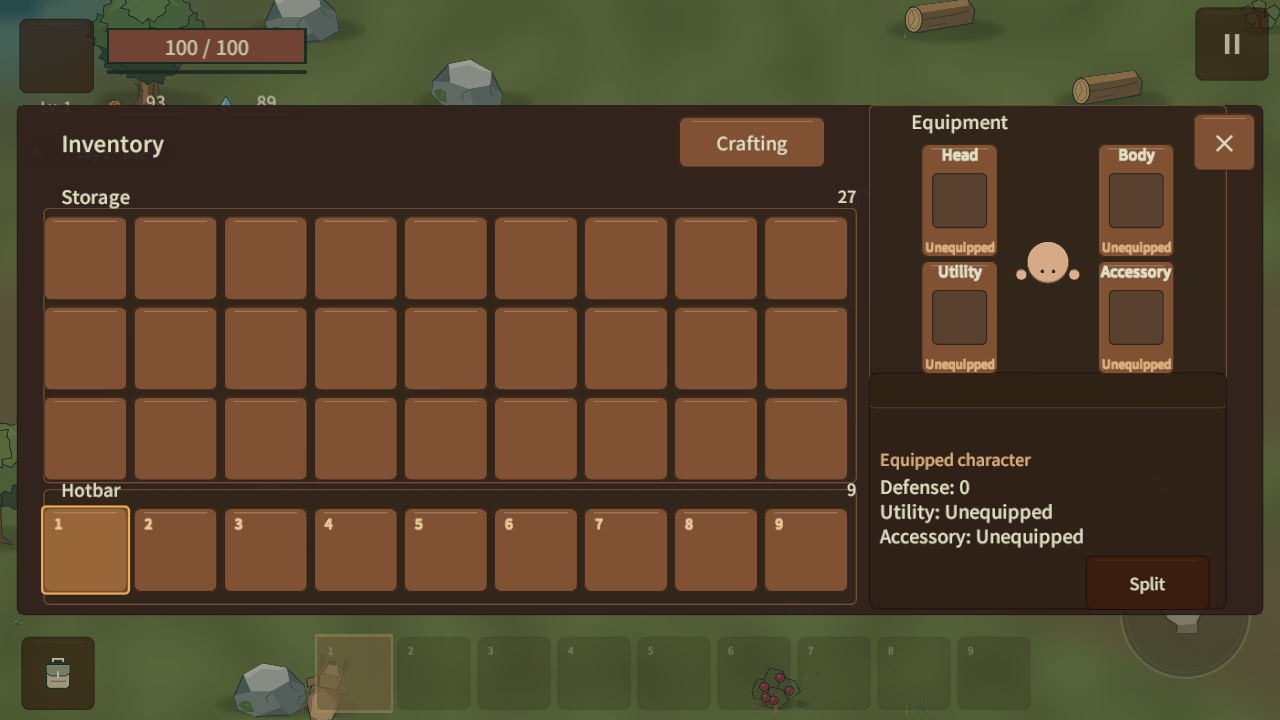 100 / 100
Lv 1
93
89
Inventory
Crafting
Equipment
Head
Body
Unequipped
Unequipped
Utility
Accessory
Unequipped
Unequipped
Storage
27
Hotbar
9
1
2
3
4
5
6
7
8
9
Equipped character
Defense: 0
Utility: Unequipped
Accessory: Unequipped
Split
1
2
3
4
5
6
7
8
9